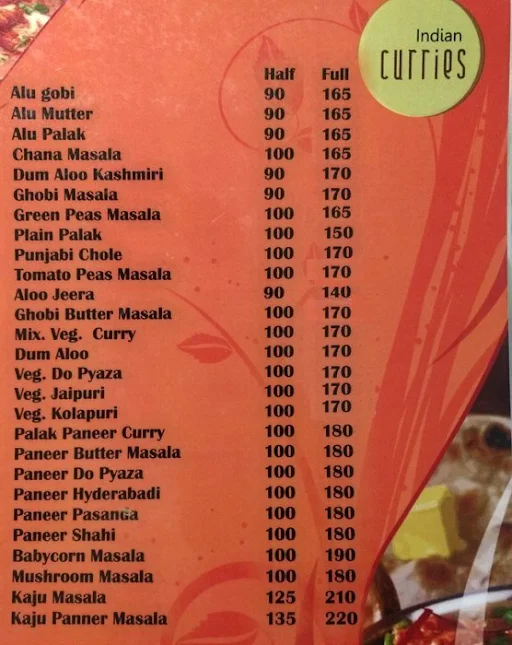 Indian
curries
Half Full
Alu gobi 90 165
Alu Mutter 90 165
Alu Palak 90 165
Chana Masala 100 165
Dum Aloo Kashmiri 90 170
Ghobi Masala 90 170
Green Peas Masala 100 165
Plain Palak 100 150
Punjabi Chole 100 170
Tomato Peas Masala 100 170
Aloo Jeera 90 140
Ghobi Butter Masala 100 170
Mix. Veg. Curry 100 170
Dum Aloo 100 170
Veg. Do Pyaza 100 170
Veg. Jaipuri 100 170
Veg. Kolapuri 100 170
Palak Paneer Curry 100 180
Paneer Butter Masala 100 180
Paneer Do Pyaza 100 180
Paneer Hyderabadi 100 180
Paneer Pasanda 100 180
Paneer Shahi 100 180
Babycorn Masala 100 190
Mushroom Masala 100 180
Kaju Masala 125 210
Kaju Panner Masala 135 220